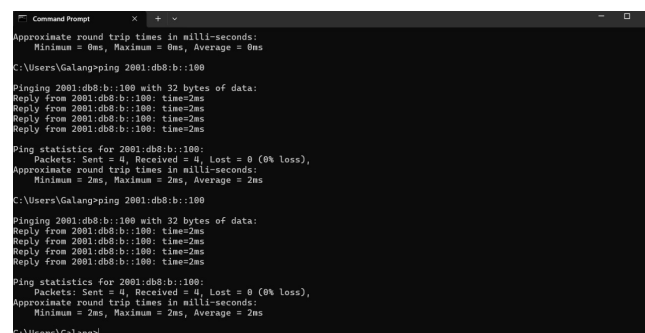 Command Prompt
Approximate round trip times in milli-seconds:
    Minimum = 0ms, Maximum = 0ms, Average = 0ms
C:\Users\Galang>ping 2001:db8:b::100
Pinging 2001:db8:b::100 with 32 bytes of data:
Reply from 2001:db8:b::100: time=2ms
Reply from 2001:db8:b::100: time=2ms
Reply from 2001:db8:b::100: time=2ms
Reply from 2001:db8:b::100: time=2ms
Ping statistics for 2001:db8:b::100:
    Packets: Sent = 4, Received = 4, Lost = 0 (0% loss),
Approximate round trip times in milli-seconds:
    Minimum = 2ms, Maximum = 2ms, Average = 2ms
C:\Users\Galang>ping 2001:db8:b::100
Pinging 2001:db8:b::100 with 32 bytes of data:
Reply from 2001:db8:b::100: time=2ms
Reply from 2001:db8:b::100: time=2ms
Reply from 2001:db8:b::100: time=2ms
Reply from 2001:db8:b::100: time=2ms
Ping statistics for 2001:db8:b::100:
    Packets: Sent = 4, Received = 4, Lost = 0 (0% loss),
Approximate round trip times in milli-seconds:
    Minimum = 2ms, Maximum = 2ms, Average = 2ms
C:\Users\Galang>